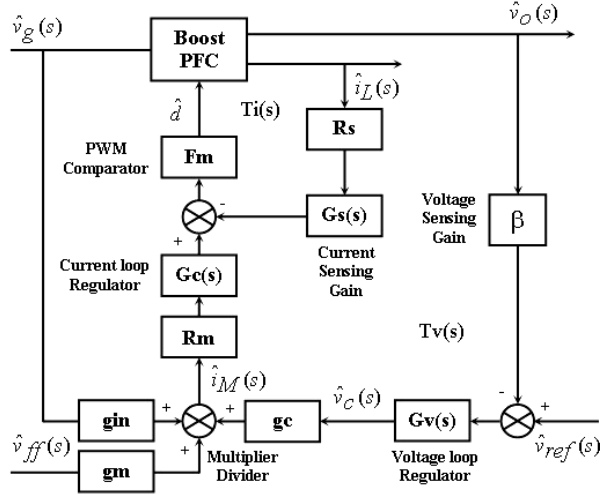 v̂g(s)
v̂O(s)
Boost
PFC
îL(s)
d̂
Ti(s)
Rs
PWM
Comparator
Fm
-
+
Gs(s)
Voltage
Sensing
Gain
β
Current loop
Regulator
Gc(s)
Current
Sensing
Gain
Rm
Tv(s)
îM(s)
v̂C(s)
-
+
gin
+
+
gc
Gv(s)
v̂ff(s)
+
gm
Multiplier
Divider
Voltage loop
Regulator
v̂ref(s)